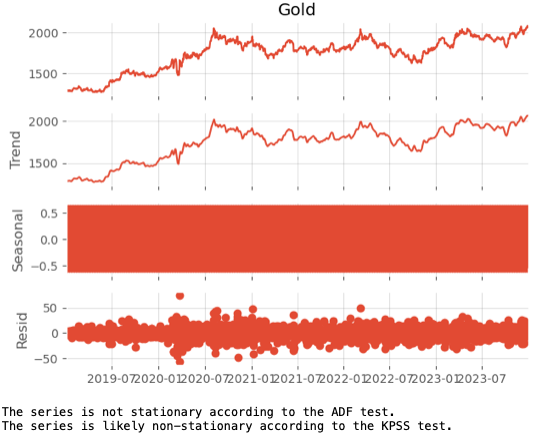 Gold
2000
1500
Trend
2000
1500
Seasonal
0.5
0.0
−0.5
Resid
50
0
−50
2019-07 2020-01 2020-07 2021-01 2021-07 2022-01 2022-07 2023-01 2023-07
The series is not stationary according to the ADF test.
The series is likely non-stationary according to the KPSS test.